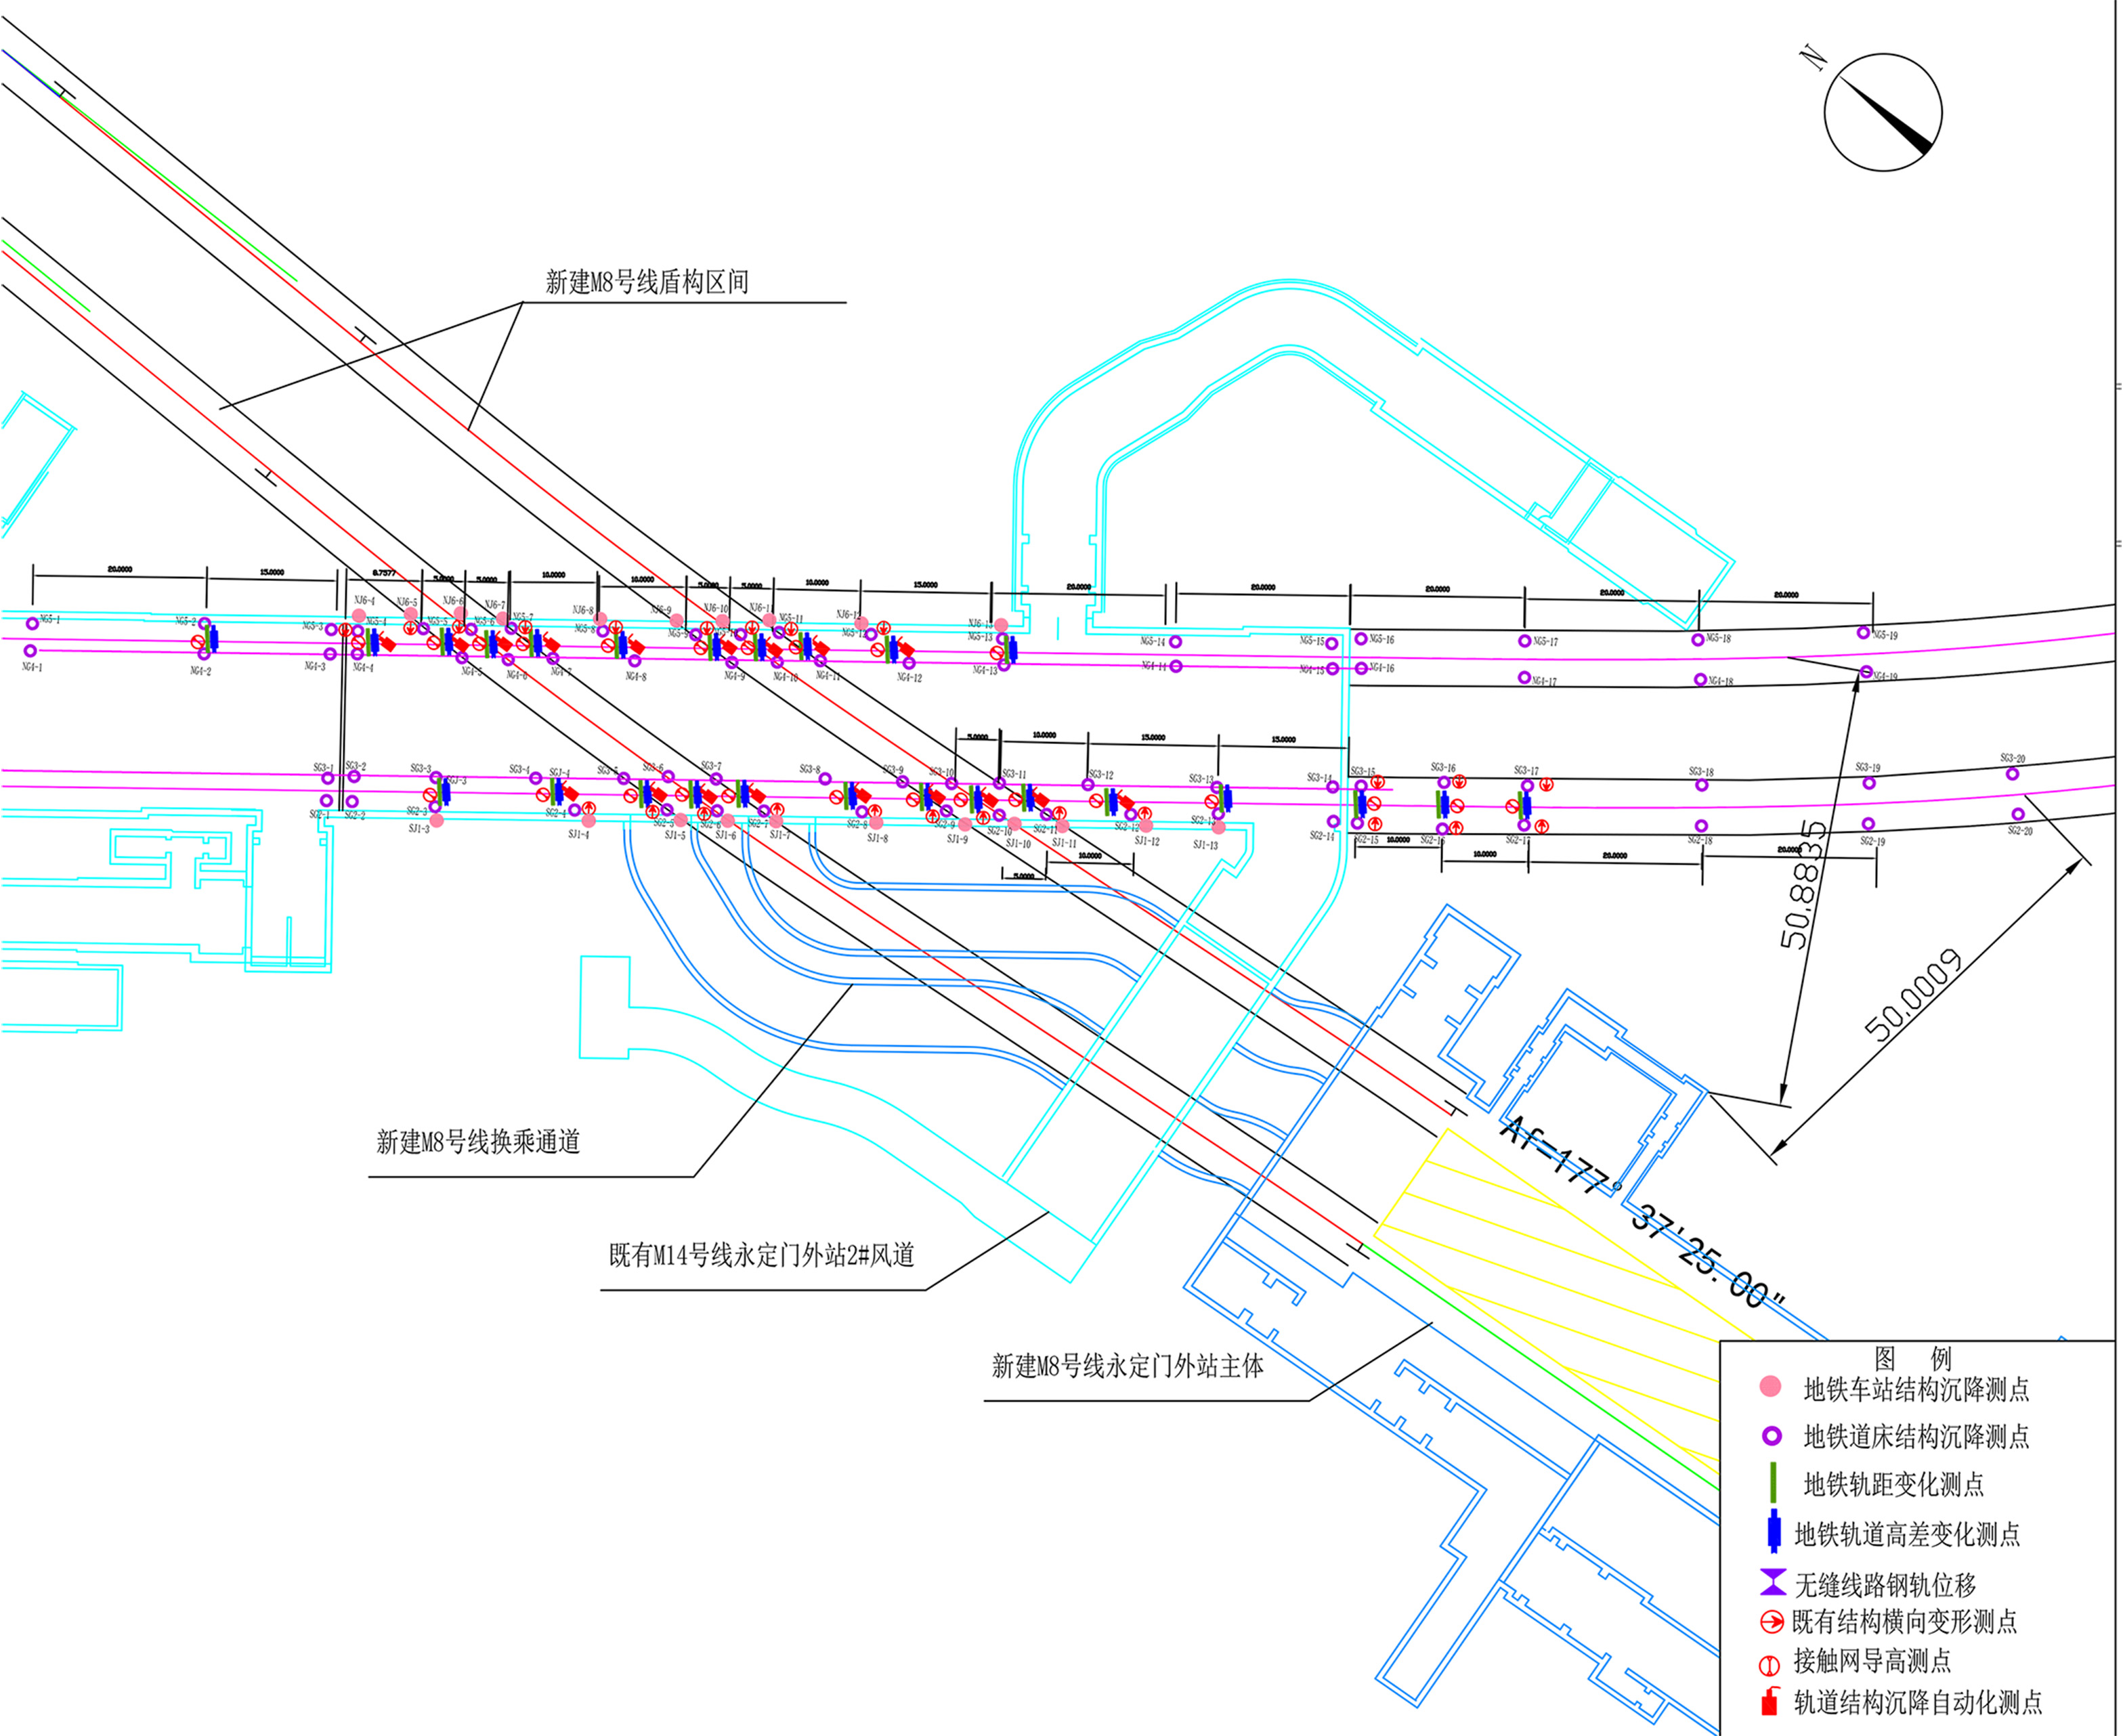 N
新建M8号线盾构区间
20.0000
15.0000
8.7577
5.0000
5.0000
10.0000
10.0000
5.0000
5.0000
10.0000
15.0000
20.0000
20.0000
20.0000
20.0000
20.0000
NJ6-4
NJ6-5
NJ6-6
NJ6-7
NJ6-8
NJ6-9
NJ6-10
NJ6-11
NJ6-12
NJ6-13
NG5-1
NG5-2
NG5-3
NG5-4
NG5-5
NG5-6
NG5-7
NG5-8
NG5-9
NG5-11
NG5-12
NG5-13
NG5-14
NG5-15
NG5-16
NG5-17
NG5-18
NG5-19
NG4-1
NG4-2
NG4-3
NG4-4
NG4-5
NG4-6
NG4-7
NG4-8
NG4-9
NG4-10
NG4-11
NG4-12
NG4-13
NG4-14
NG4-15
NG4-16
NG4-17
NG4-18
NG4-19
5.0000
10.0000
15.0000
15.0000
SG3-1
SG3-2
SG3-3
SGJ-3
SG3-4
SGJ-4
SG3-5
SG3-6
SG3-7
SG3-8
SG3-9
SG3-10
SG3-11
SG3-12
SG3-13
SG3-14
SG3-15
SG3-16
SG3-17
SG3-18
SG3-19
SG3-20
SG2-1
SG2-2
SG2-3
SG2-4
SG2-5
SG2-6
SG2-7
SG2-8
SG2-9
SG2-10
SG2-11
SG2-12
SG2-13
SG2-14
SG2-15
SG2-16
SG2-17
SG2-18
SG2-19
SG2-20
SJ1-3
SJ1-4
SJ1-5
SJ1-6
SJ1-7
SJ1-8
SJ1-9
SJ1-10
SJ1-11
SJ1-12
SJ1-13
10.0000
5.0000
10.0000
10.0000
20.0000
20.0000
50.8835
50.0009
新建M8号线换乘通道
既有M14号线永定门外站2#风道
新建M8号线永定门外站主体
Af=177° 37'25.00"
图 例
地铁车站结构沉降测点
地铁道床结构沉降测点
地铁轨距变化测点
地铁轨道高差变化测点
无缝线路钢轨位移
既有结构横向变形测点
接触网导高测点
轨道结构沉降自动化测点